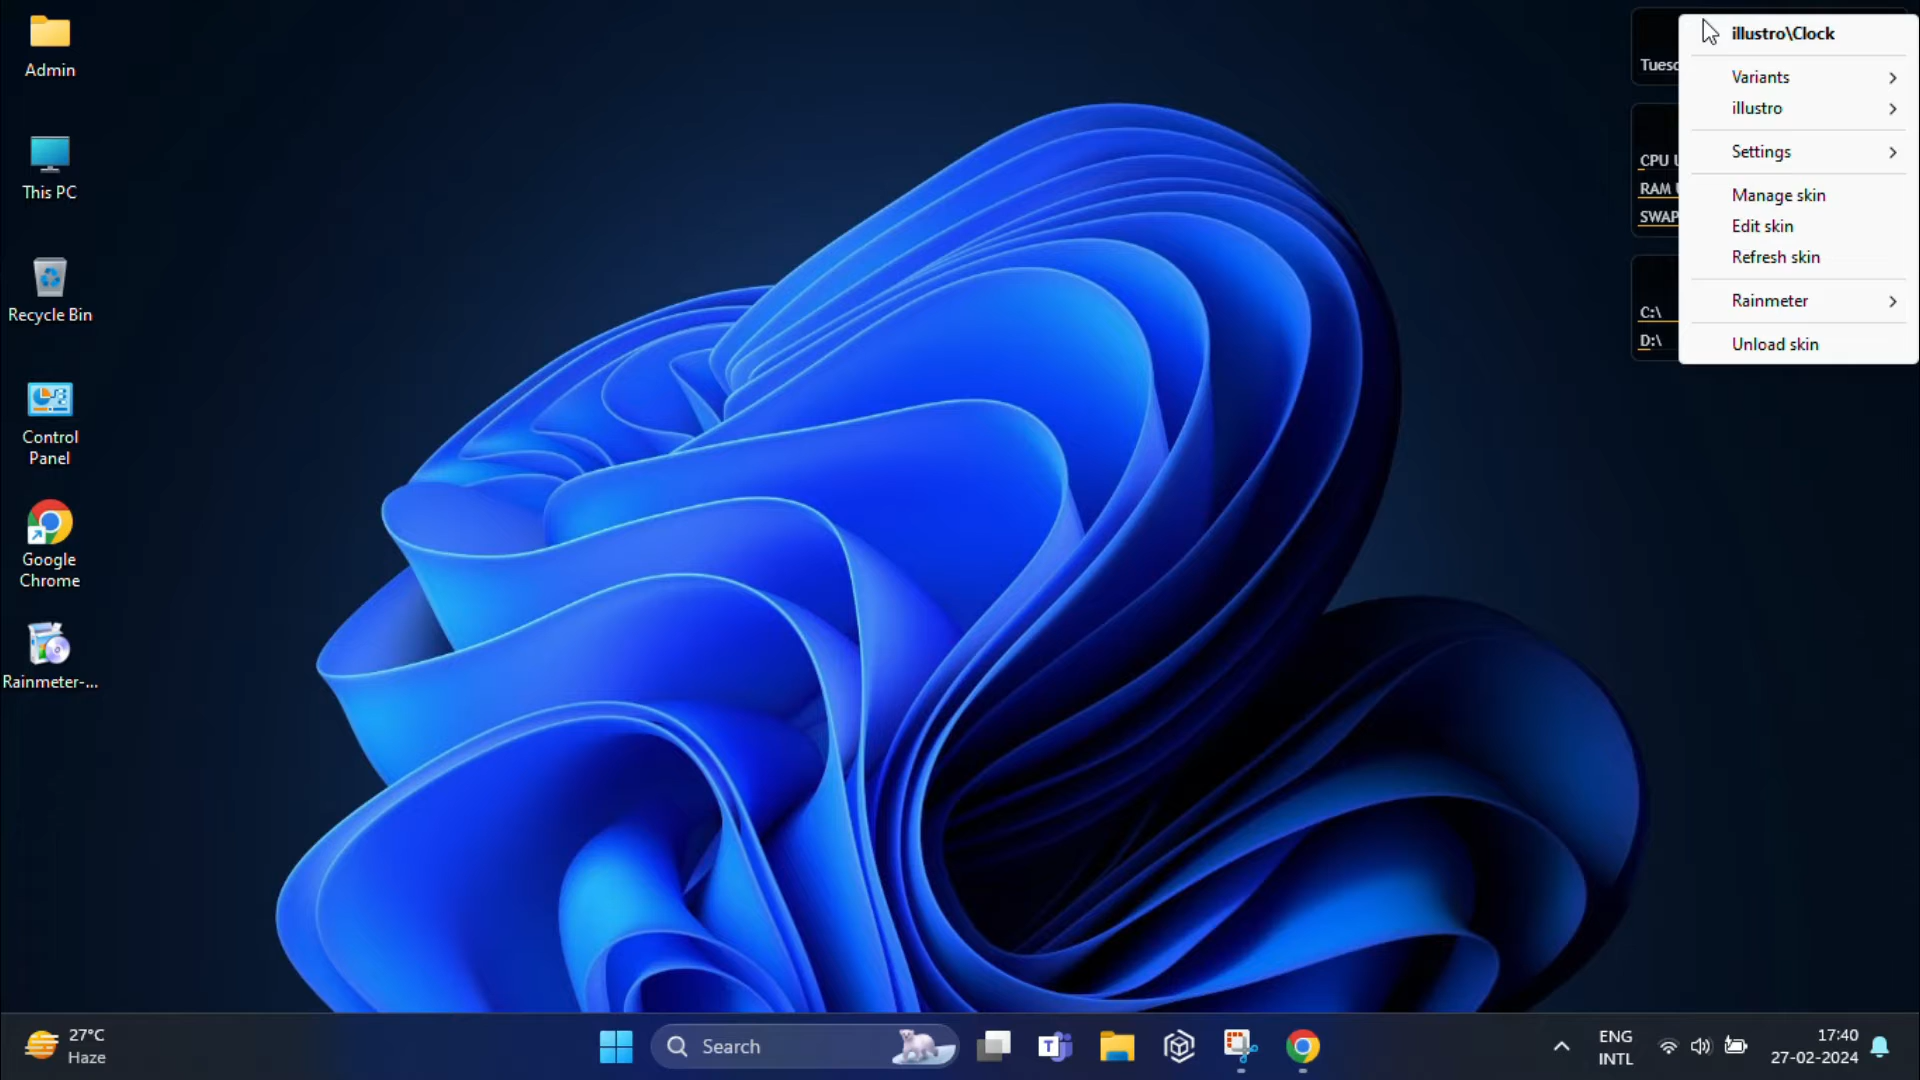 Admin
This PC
Recycle Bin
Control
Panel
Google
Chrome
Rainmeter-...
CPU
RAM
SWAP
C:\
D:\
illustro\Clock
Variants
illustro
Settings
Manage skin
Edit skin
Refresh skin
Rainmeter
Unload skin
27°C
Haze
Search
T
ENG
INTL
17:40
27-02-2024